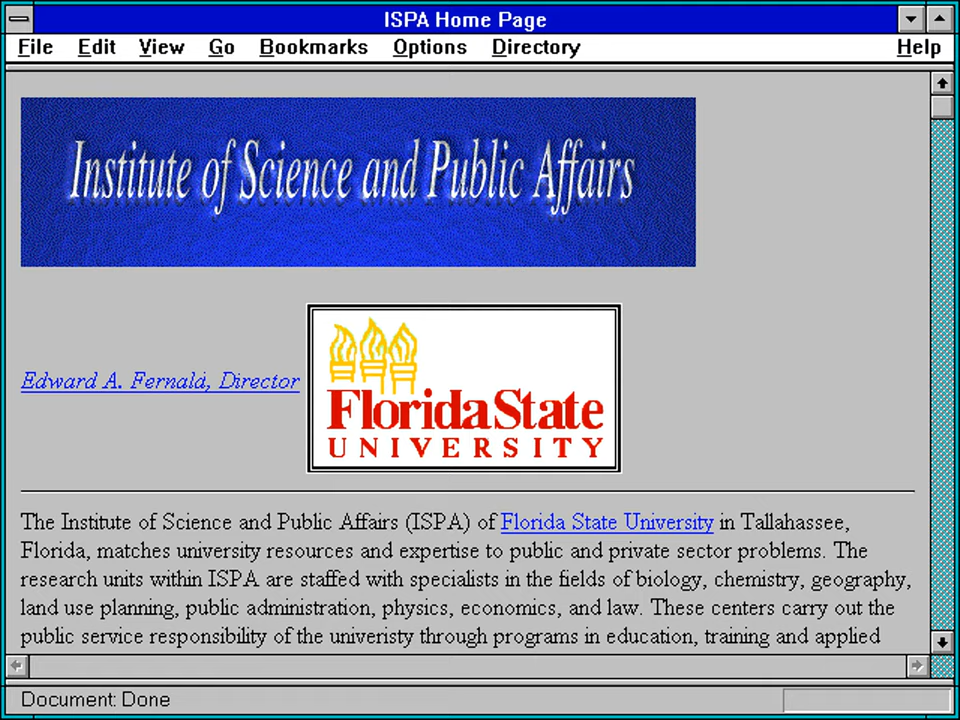 ISPA Home Page
File Edit View Go Bookmarks Options Directory Help
Institute of Science and Public Affairs
Edward A. Fernald, Director
Florida State
UNIVERSITY
The Institute of Science and Public Affairs (ISPA) of Florida State University in Tallahassee,
Florida, matches university resources and expertise to public and private sector problems. The
research units within ISPA are staffed with specialists in the fields of biology, chemistry, geography,
land use planning, public administration, physics, economics, and law. These centers carry out the
public service responsibility of the univeristy through programs in education, training and applied
Document: Done